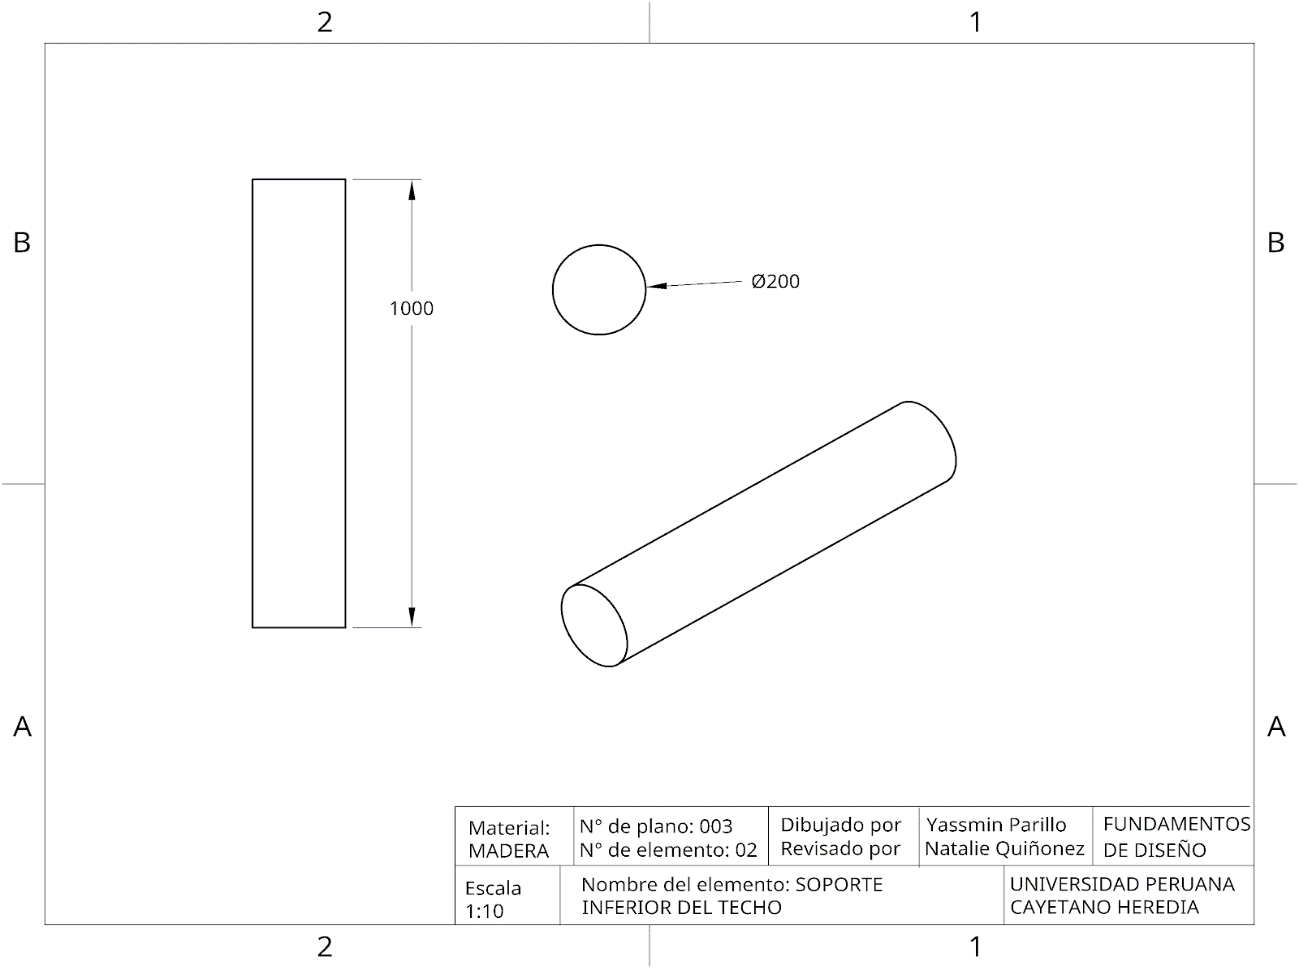 2 1
B B
1000
Ø200
A A
Material:
MADERA
N° de plano: 003
N° de elemento: 02
Dibujado por
Revisado por
Yassmin Parillo
Natalie Quiñonez
FUNDAMENTOS
DE DISEÑO
Escala
1:10
Nombre del elemento: SOPORTE
INFERIOR DEL TECHO
UNIVERSIDAD PERUANA
CAYETANO HEREDIA
2 1